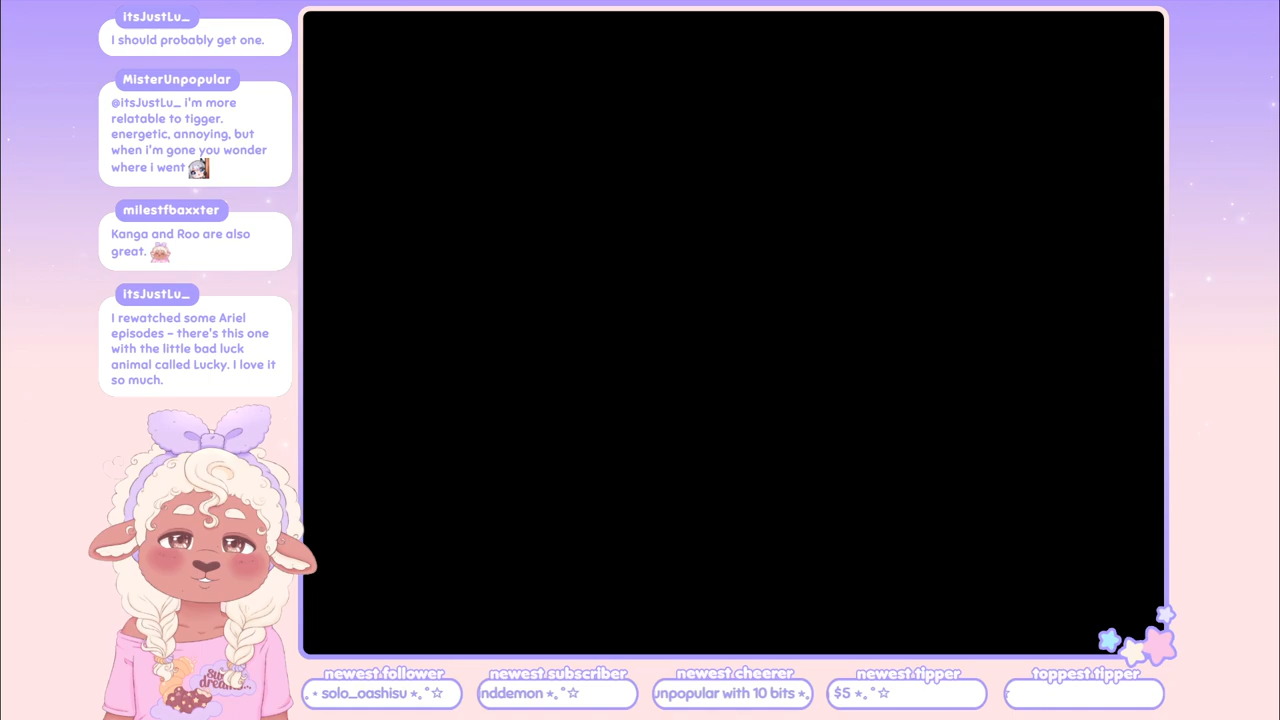 itsJustLu_
I should probably get one.
MisterUnpopular
@itsJustLu_ i'm more
relatable to tigger.
energetic, annoying, but
when i'm gone you wonder
where i went
milestfbaxxter
Kanga and Roo are also
great.
itsJustLu_
I rewatched some Ariel
episodes - there's this one
with the little bad luck
animal called Lucky. I love it
so much.
newest follower
solo_oashisu ⋆｡˚☆
newest subscriber
nddemon ⋆｡˚☆
newest cheerer
unpopular with 10 bits ⋆｡
newest tipper
$5 ⋆｡˚☆
toppest tipper